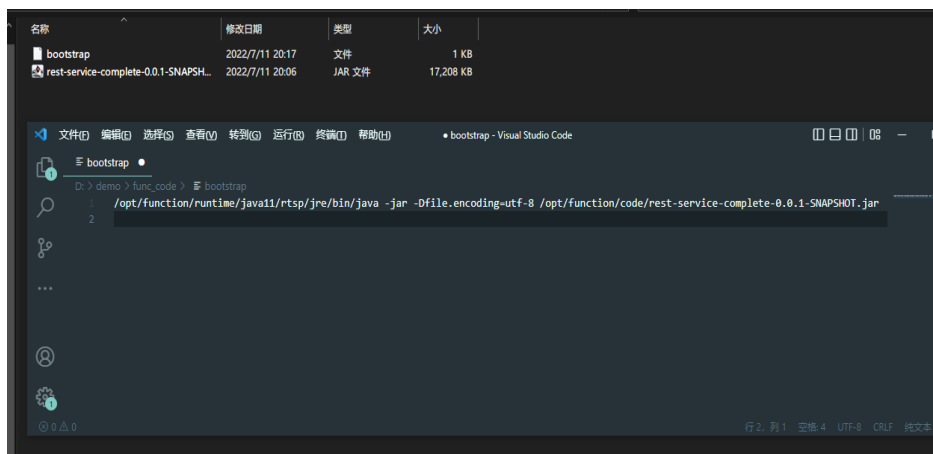 名称 修改日期 类型 大小
bootstrap 2022/7/11 20:17 文件 1 KB
rest-service-complete-0.0.1-SNAPSH... 2022/7/11 20:06 JAR 文件 17,208 KB
文件(F) 编辑(E) 选择(S) 查看(V) 转到(G) 运行(R) 终端(T) 帮助(H) ● bootstrap - Visual Studio Code
bootstrap ●
D: > demo > func_code > bootstrap
1 /opt/function/runtime/java11/rtsp/jre/bin/java -jar -Dfile.encoding=utf-8 /opt/function/code/rest-service-complete-0.0.1-SNAPSHOT.jar
2
1
1
0 0 行 2，列 1 空格: 4 UTF-8 CRLF 纯文本